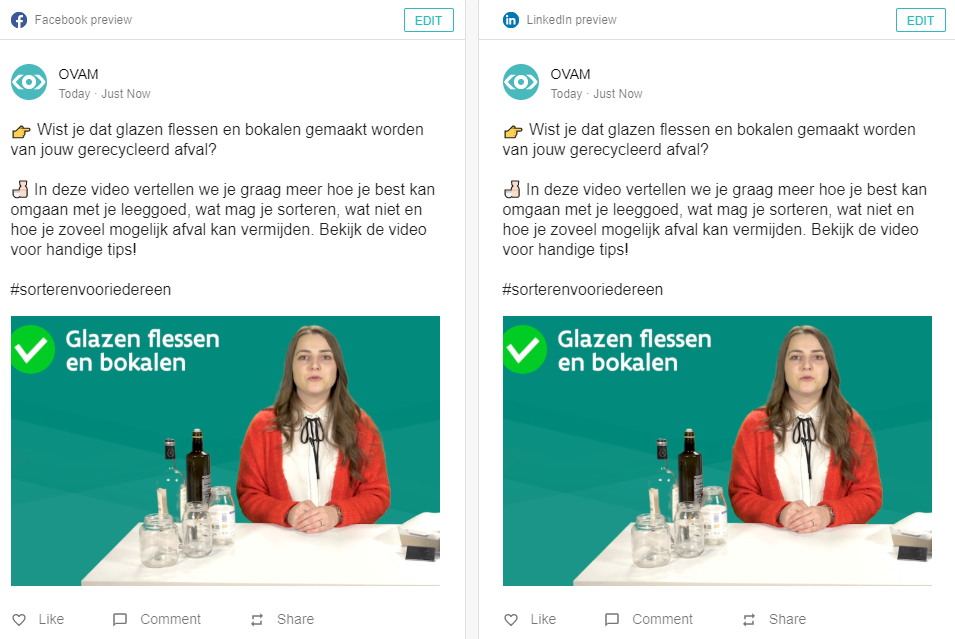 Facebook preview
EDIT
OVAM
Today · Just Now
👉 Wist je dat glazen flessen en bokalen gemaakt worden
van jouw gerecycleerd afval?
🍶 In deze video vertellen we je graag meer hoe je best kan
omgaan met je leeggoed, wat mag je sorteren, wat niet en
hoe je zoveel mogelijk afval kan vermijden. Bekijk de video
voor handige tips!
#sorterenvooriedereen
Glazen flessen
en bokalen
Like
Comment
Share
LinkedIn preview
EDIT
OVAM
Today · Just Now
👉 Wist je dat glazen flessen en bokalen gemaakt worden
van jouw gerecycleerd afval?
🍶 In deze video vertellen we je graag meer hoe je best kan
omgaan met je leeggoed, wat mag je sorteren, wat niet en
hoe je zoveel mogelijk afval kan vermijden. Bekijk de video
voor handige tips!
#sorterenvooriedereen
Glazen flessen
en bokalen
Like
Comment
Share